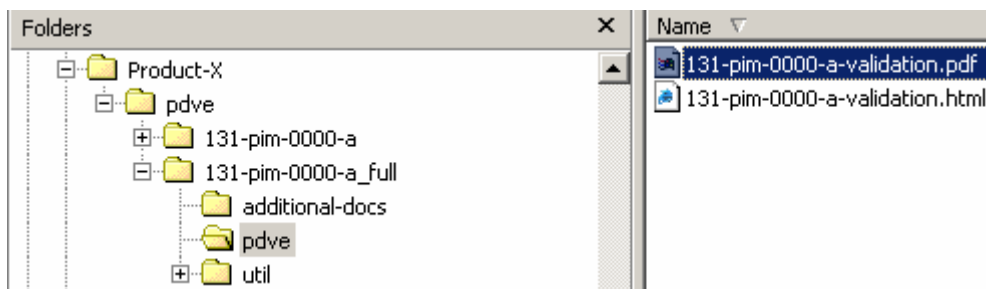 Folders
Product-X
pdve
131-pim-0000-a
131-pim-0000-a_full
additional-docs
pdve
util
Name
131-pim-0000-a-validation.pdf
131-pim-0000-a-validation.html